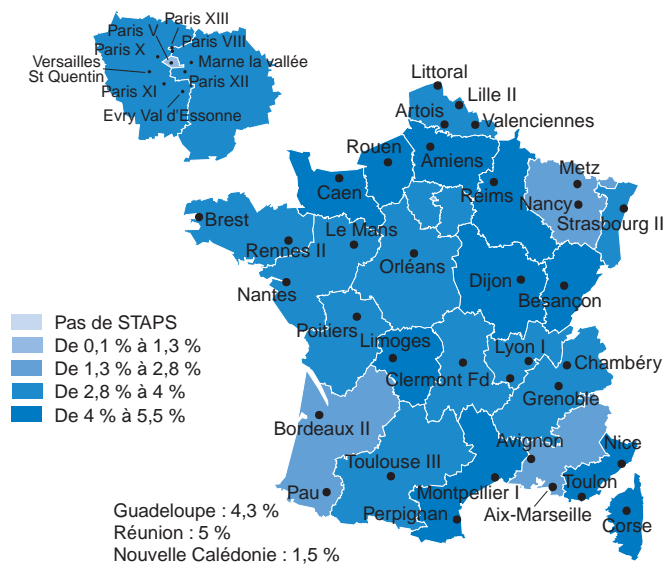 Paris XIII
Paris V
Paris VIII
Paris X
Versailles
St Quentin
Marne la vallée
Paris XII
Paris XI
Evry Val d'Essonne
Littoral
Lille II
Artois
Valenciennes
Rouen
Amiens
Metz
Caen
Reims
Nancy
Strasbourg II
Brest
Le Mans
Rennes II
Orléans
Dijon
Nantes
Besançon
Pas de STAPS
De 0,1 % à 1,3 %
De 1,3 % à 2,8 %
De 2,8 % à 4 %
De 4 % à 5,5 %
Poitiers
Limoges
Lyon I
Chambéry
Clermont Fd
Grenoble
Bordeaux II
Avignon
Nice
Toulouse III
Toulon
Pau
Montpellier I
Aix-Marseille
Perpignan
Corse
Guadeloupe : 4,3 %
Réunion : 5 %
Nouvelle Calédonie : 1,5 %